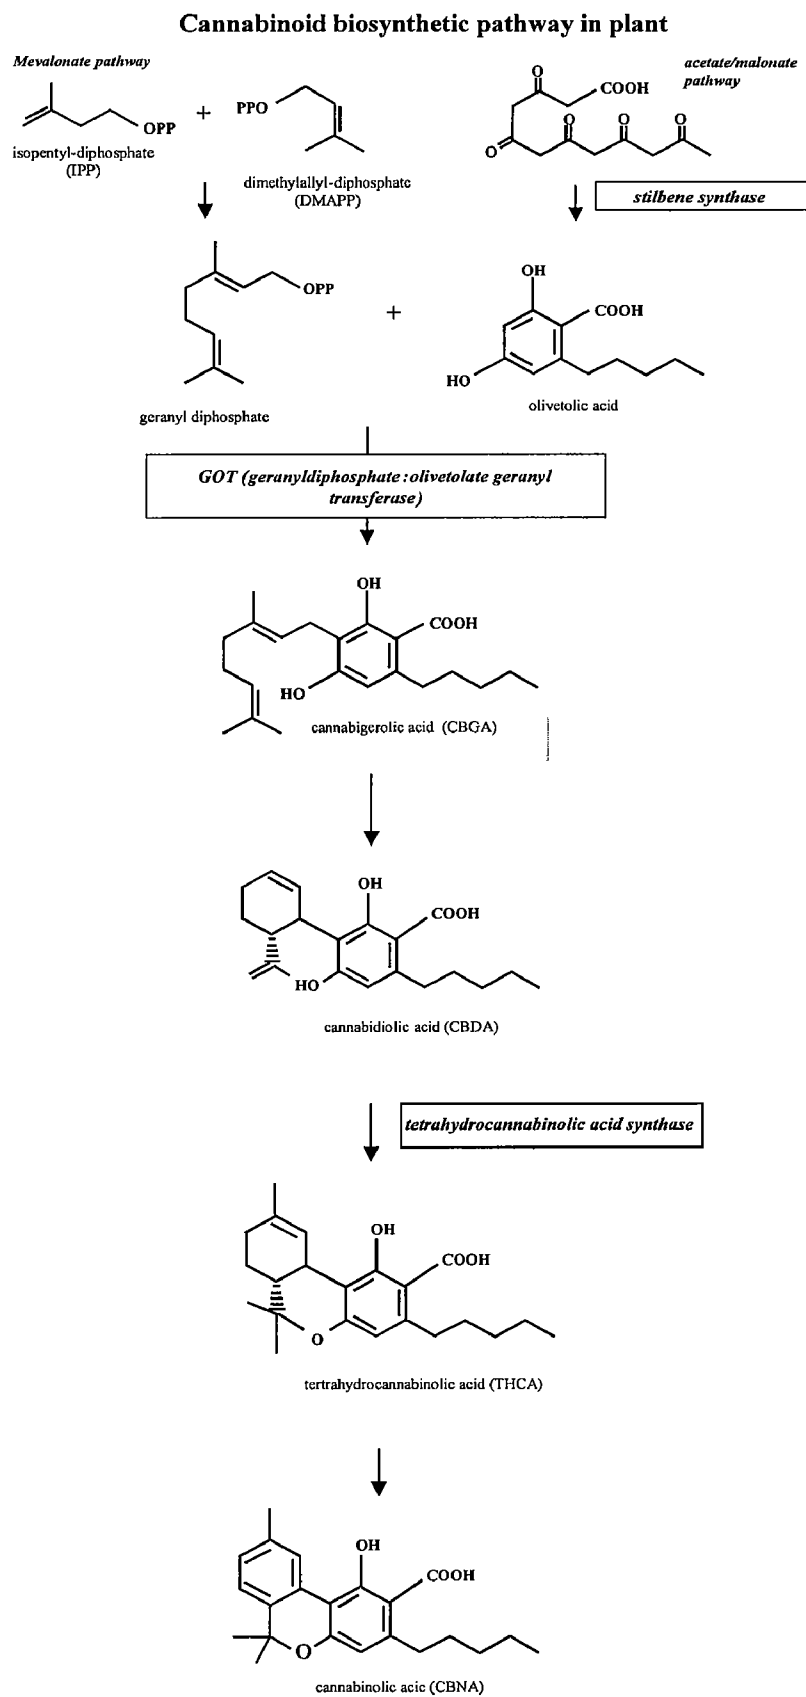 Cannabinoid biosynthetic pathway in plant
Mevalonate pathway
acetate/malonate
pathway
OPP
+
PPO
O
COOH
O
O
O
O
isopentyl-diphosphate
(IPP)
dimethylallyl-diphosphate
(DMAPP)
stilbene synthase
OPP
+
OH
COOH
HO
geranyl diphosphate
olivetolic acid
GOT (geranyldiphosphate:olivetolate geranyl
transferase)
OH
COOH
HO
cannabigerolic acid (CBGA)
OH
COOH
HO
cannabidiolic acid (CBDA)
tetrahydrocannabinolic acid synthase
OH
COOH
O
tertrahydrocannabinolic acid (THCA)
OH
COOH
O
cannabinolic acic (CBNA)